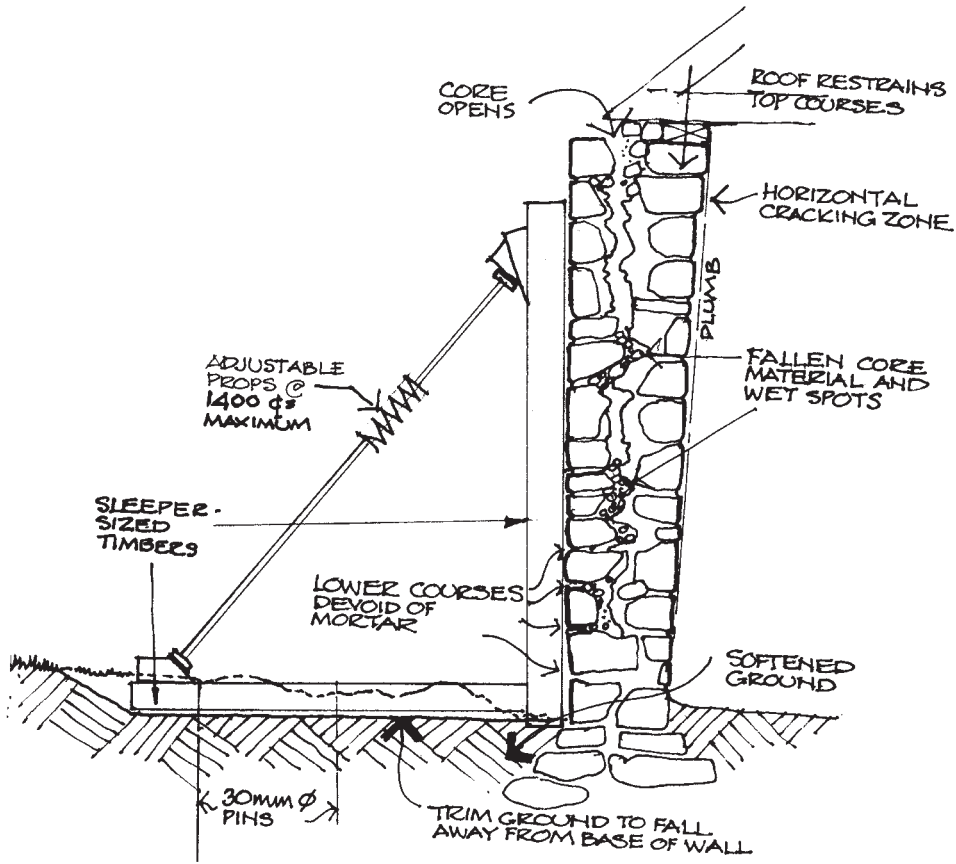 CORE
OPENS
ROOF RESTRAINS
TOP COURSES
HORIZONTAL
CRACKING ZONE
PLUMB
ADJUSTABLE
PROPS @
1400 ¢s
MAXIMUM
FALLEN CORE
MATERIAL AND
WET SPOTS
SLEEPER-
SIZED
TIMBERS
LOWER COURSES
DEVOID OF
MORTAR
SOFTENED
GROUND
30mm φ
PINS
TRIM GROUND TO FALL
AWAY FROM BASE OF WALL